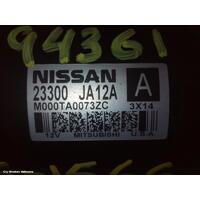 94361
NISSAN
23300 JA12A
A
M000TA0073ZC
3X14
12V MITSUBISHI U.S.A